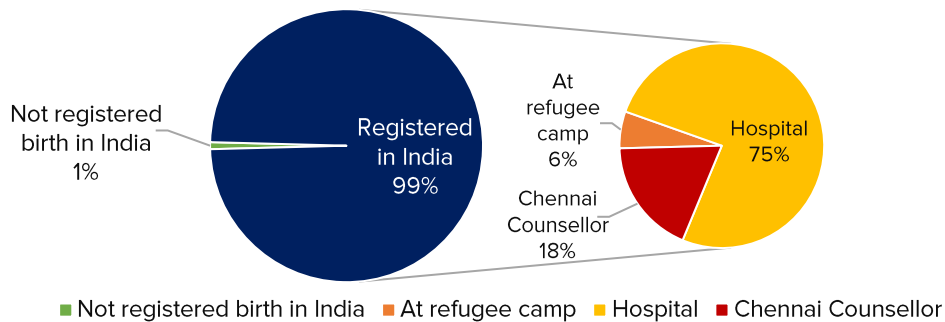 Not registered
birth in India
1%
Registered
in India
99%
At
refugee
camp
6%
Chennai
Counsellor
18%
Hospital
75%
Not registered birth in India
At refugee camp
Hospital
Chennai Counsellor